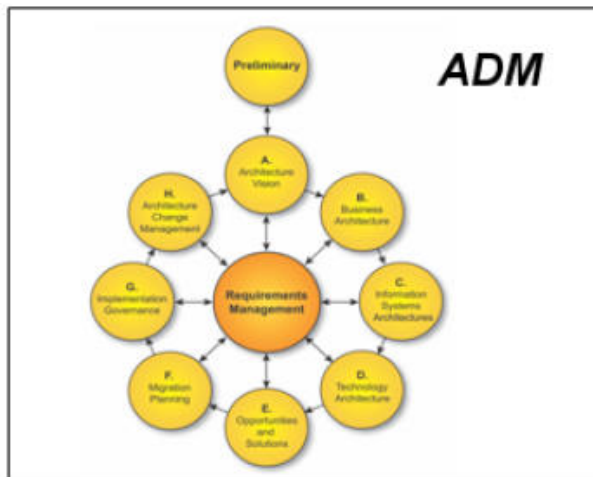 ADM
Preliminary
A.
Architecture
Vision
B.
Business
Architecture
C.
Information
Systems
Architectures
D.
Technology
Architecture
E.
Opportunities
and
Solutions
F.
Migration
Planning
G.
Implementation
Governance
H.
Architecture
Change
Management
Requirements
Management